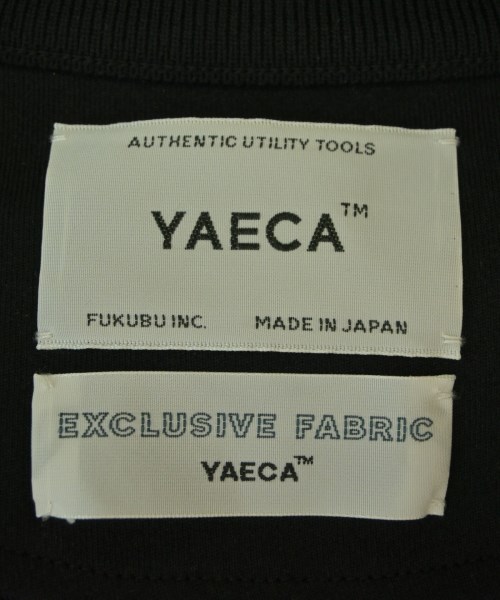 AUTHENTIC UTILITY TOOLS
YAECA™
FUKUBU INC. MADE IN JAPAN
EXCLUSIVE FABRIC
YAECA™